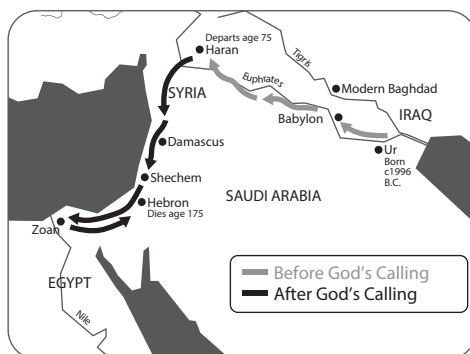 Departs age 75
Haran
Tigris
Euphrates
Modern Baghdad
SYRIA
IRAQ
Babylon
Damascus
Ur
Born
c1996
B.C.
Shechem
SAUDI ARABIA
Hebron
Dies age 175
Zoan
EGYPT
Nile
Before God's Calling
After God's Calling